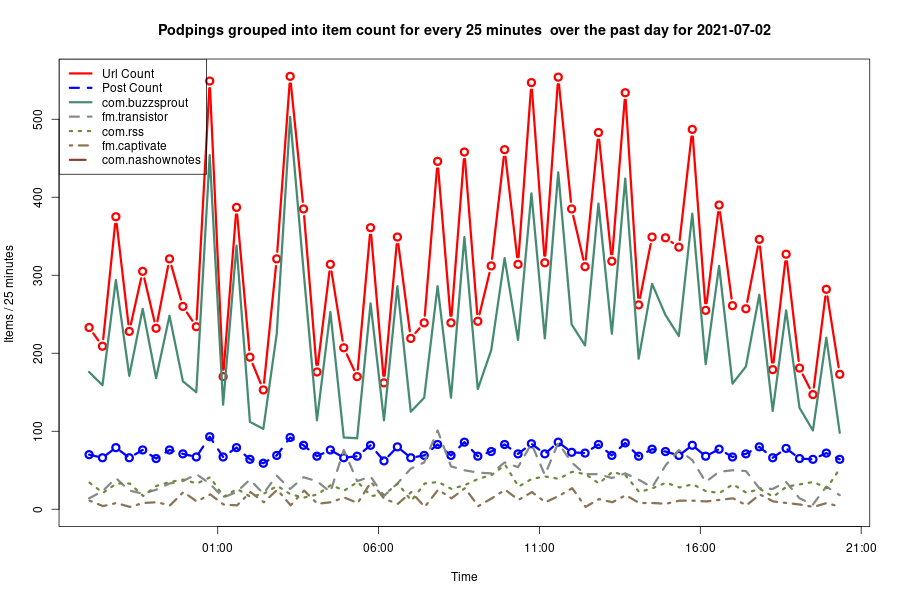 Podpings grouped into item count for every 25 minutes  over the past day for 2021-07-02
Url Count
Post Count
com.buzzsprout
fm.transistor
com.rss
fm.captivate
com.nashownotes
Items / 25 minutes
500
400
300
200
100
0
01:00
06:00
11:00
16:00
21:00
Time